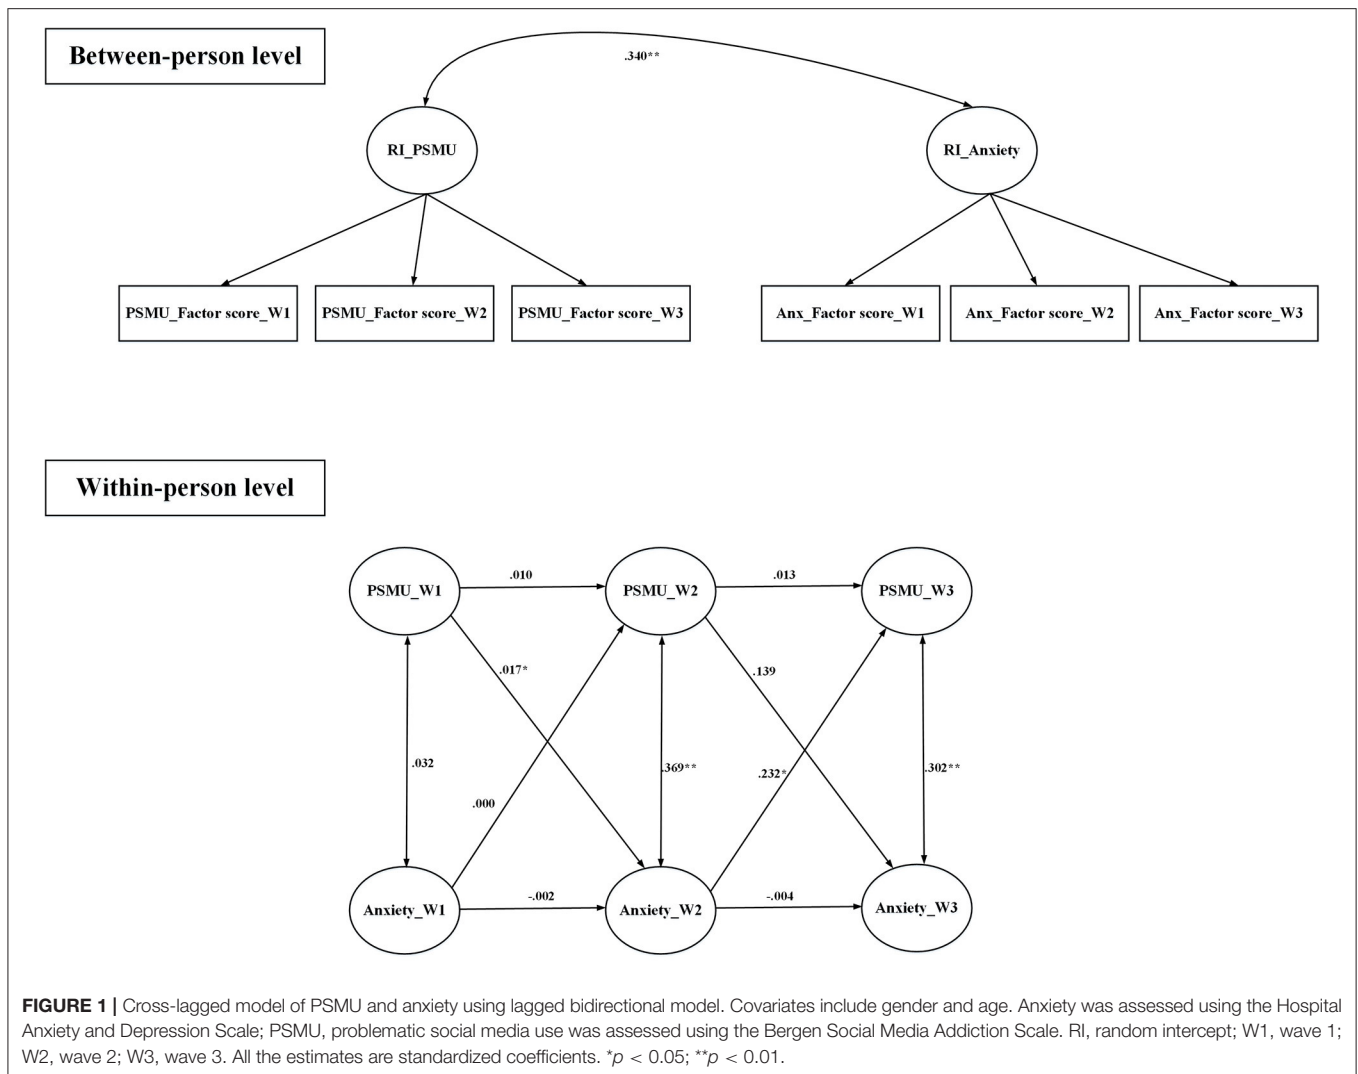 Between-person level
.340**
RI_PSMU
RI_Anxiety
PSMU_Factor score_W1
PSMU_Factor score_W2
PSMU_Factor score_W3
Anx_Factor score_W1
Anx_Factor score_W2
Anx_Factor score_W3
Within-person level
PSMU_W1
.010
PSMU_W2
.013
PSMU_W3
.017*
.139
.032
.000
.369**
.232*
.302**
Anxiety_W1
-.002
Anxiety_W2
-.004
Anxiety_W3
FIGURE 1 | Cross-lagged model of PSMU and anxiety using lagged bidirectional model. Covariates include gender and age. Anxiety was assessed using the Hospital
Anxiety and Depression Scale; PSMU, problematic social media use was assessed using the Bergen Social Media Addiction Scale. RI, random intercept; W1, wave 1;
W2, wave 2; W3, wave 3. All the estimates are standardized coefficients. *p < 0.05; **p < 0.01.